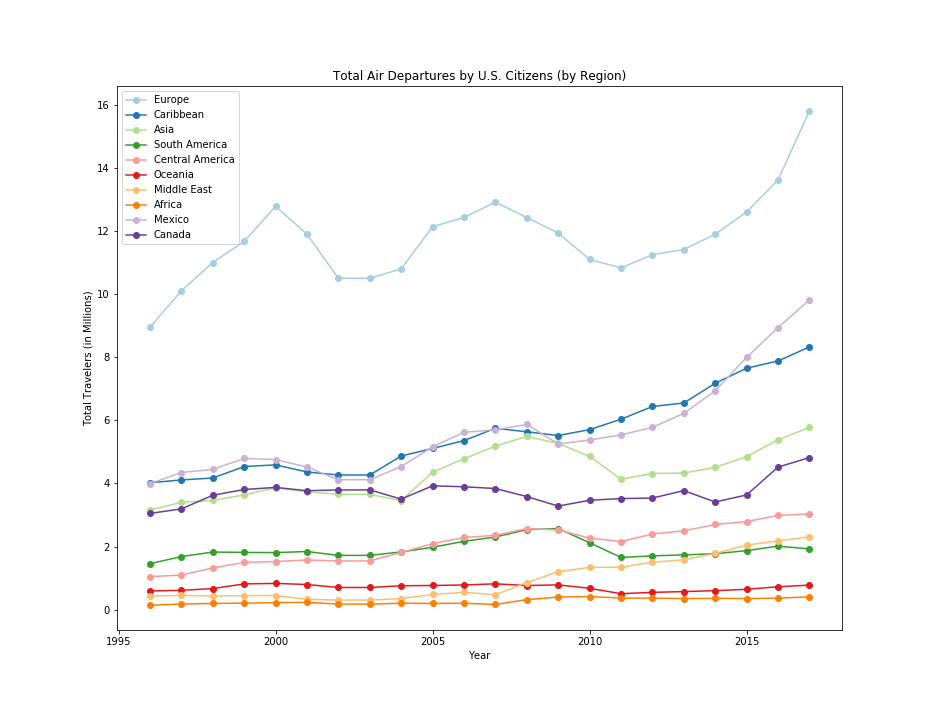 Total Air Departures by U.S. Citizens (by Region)
Europe
Caribbean
Asia
South America
Central America
Oceania
Middle East
Africa
Mexico
Canada
16
14
12
10
8
6
4
2
0
Total Travelers (in Millions)
1995
2000
2005
2010
2015
Year